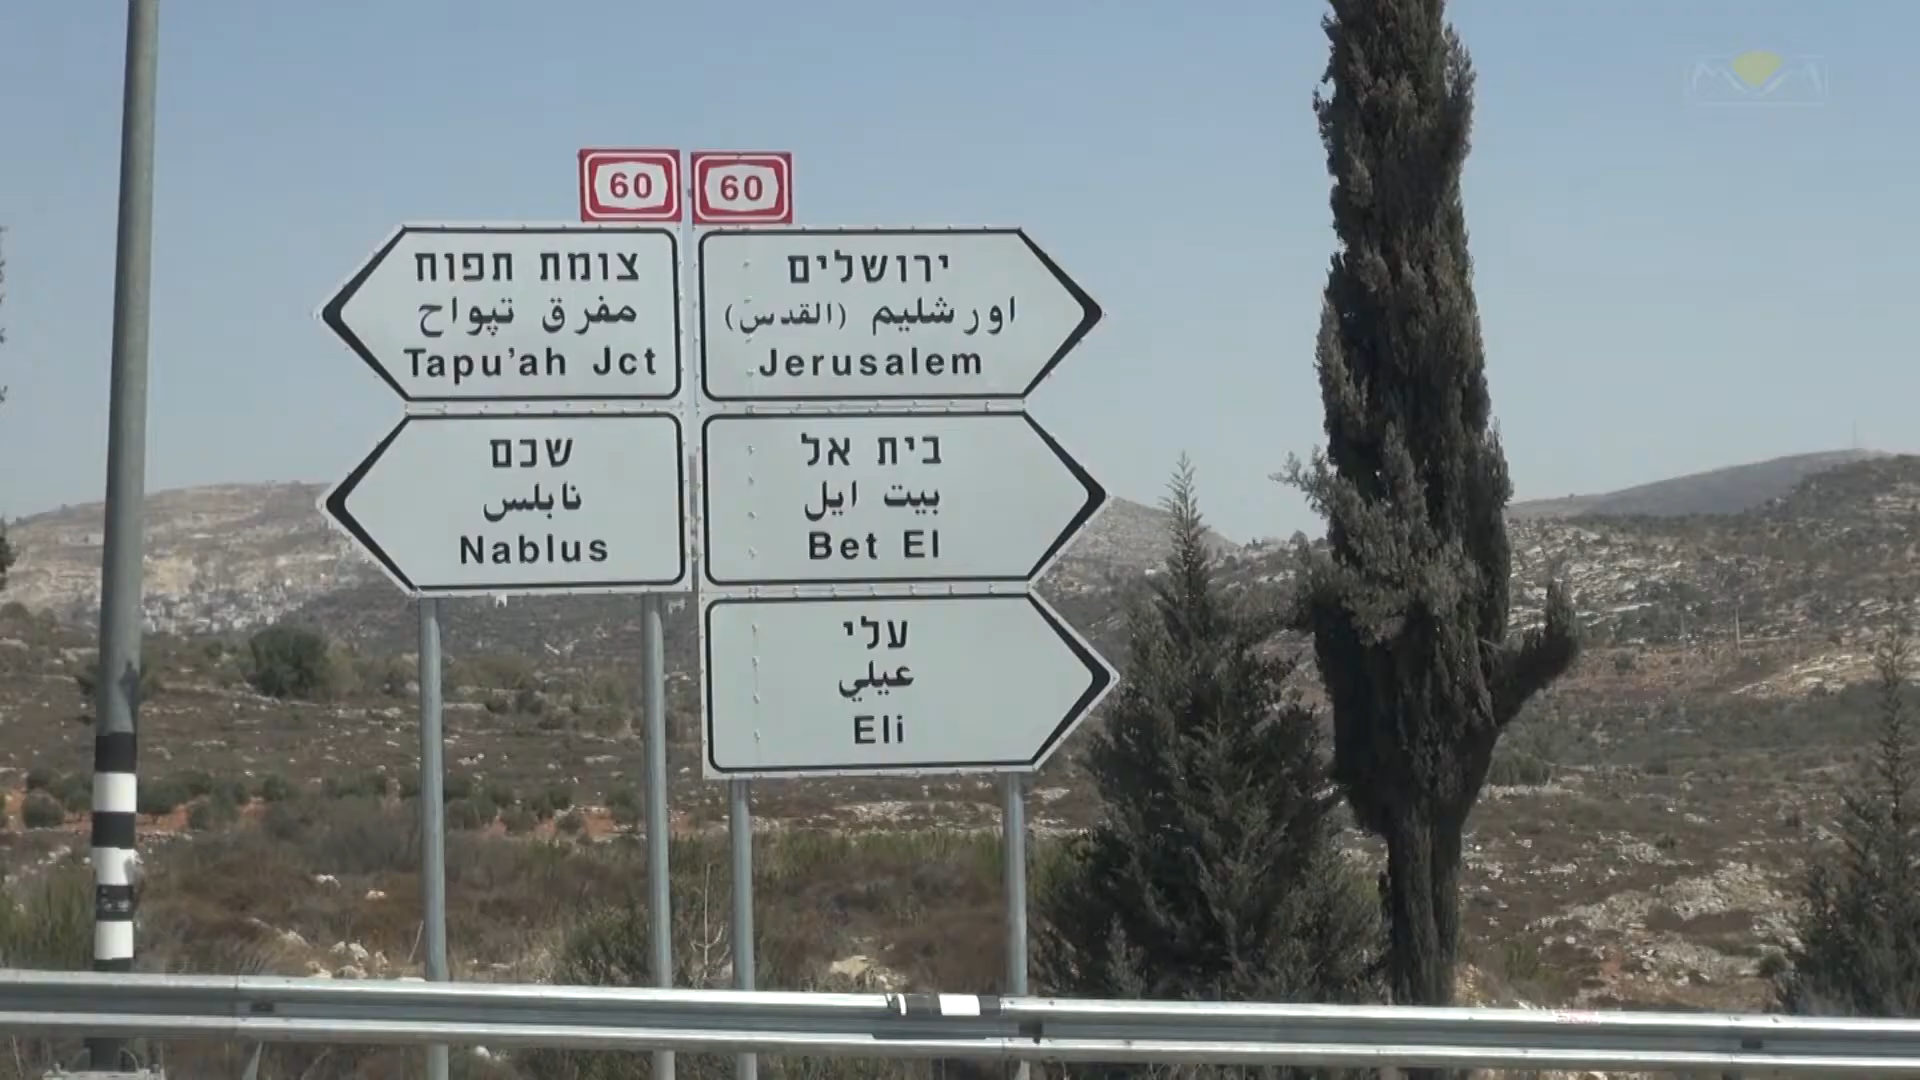 60
צומת תפוח
مفرق تپواح
Tapu'ah Jct
שכם
نابلس
Nablus
60
ירושלים
اورشليم (القدس)
Jerusalem
בית אל
بيت ايل
Bet El
עלי
عيلي
Eli